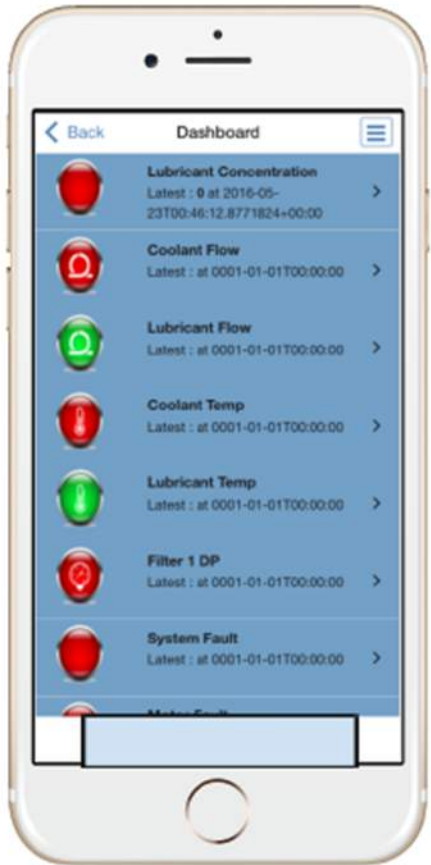 Back
Dashboard
Lubricant Concentration
Latest : 0 at 2016-05-
23T00:46:12.8771824+00:00
Coolant Flow
Latest : at 0001-01-01T00:00:00
Lubricant Flow
Latest : at 0001-01-01T00:00:00
Coolant Temp
Latest : at 0001-01-01T00:00:00
Lubricant Temp
Latest : at 0001-01-01T00:00:00
Filter 1 DP
Latest : at 0001-01-01T00:00:00
System Fault
Latest : at 0001-01-01T00:00:00